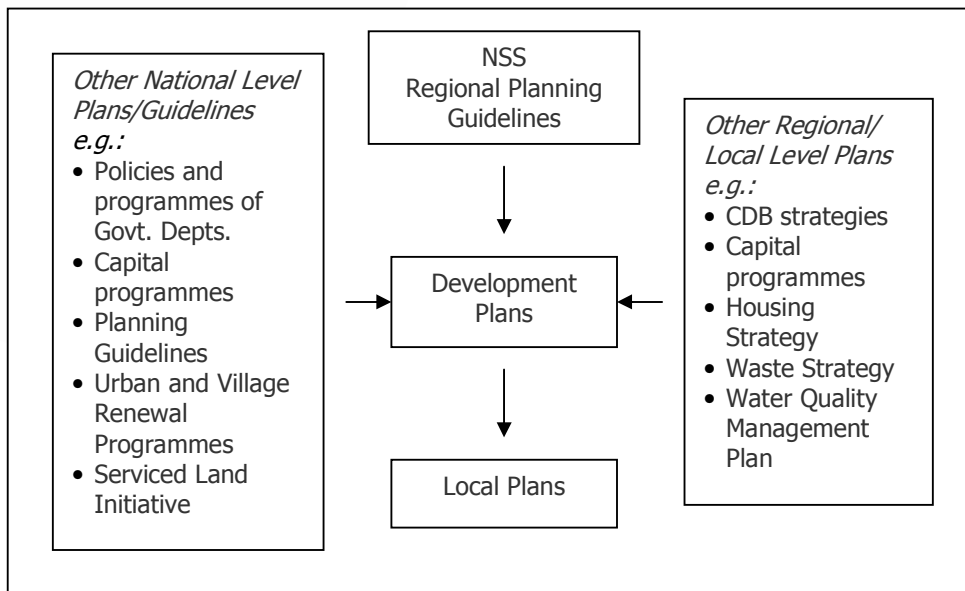 Other National Level
Plans/Guidelines
e.g.:
• Policies and
programmes of
Govt. Depts.
• Capital
programmes
• Planning
Guidelines
• Urban and Village
Renewal
Programmes
• Serviced Land
Initiative
NSS
Regional Planning
Guidelines
Development
Plans
Local Plans
Other Regional/
Local Level Plans
e.g.:
• CDB strategies
• Capital
programmes
• Housing
Strategy
• Waste Strategy
• Water Quality
Management
Plan